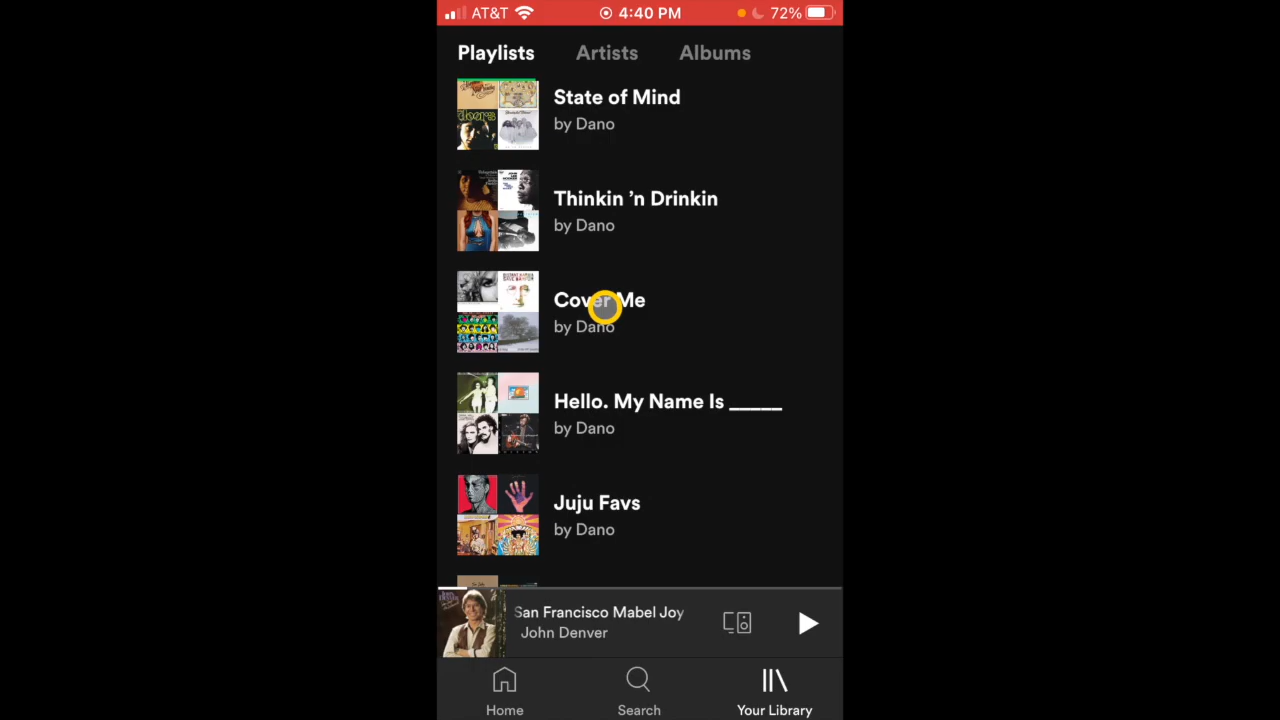 AT&T 4:40 PM 72%
Playlists Artists Albums
State of Mind
by Dano
Thinkin ’n Drinkin
by Dano
Cover Me
by Dano
Hello. My Name Is _____
by Dano
Juju Favs
by Dano
San Francisco Mabel Joy
John Denver
Home Search Your Library